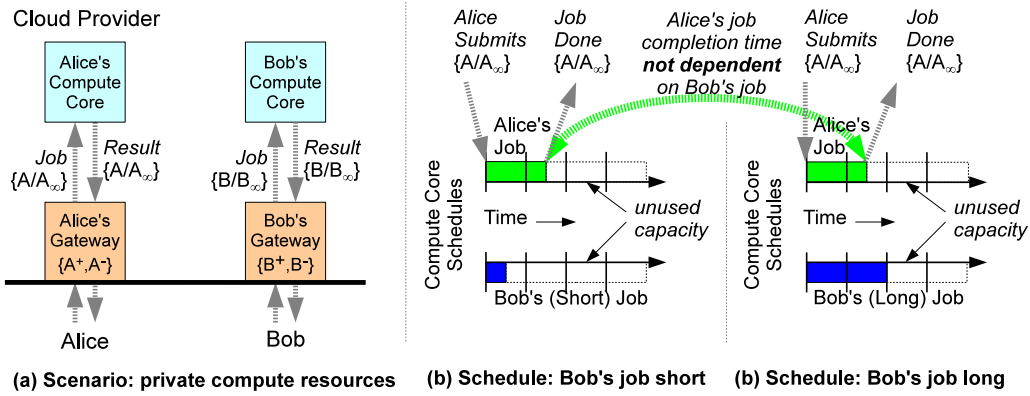 Cloud Provider
Alice's
Compute
Core
Bob's
Compute
Core
Job
{A/A∞}
Result
{A/A∞}
Job
{B/B∞}
Result
{B/B∞}
Alice's
Gateway
{A⁺,A⁻}
Bob's
Gateway
{B⁺,B⁻}
Alice
Bob
(a) Scenario: private compute resources
Alice
Submits
{A/A∞}
Job
Done
{A/A∞}
Alice's job
completion time
not dependent
on Bob's job
Alice
Submits
{A/A∞}
Job
Done
{A/A∞}
Compute Core
Schedules
Alice's
Job
Time
unused
capacity
Bob's (Short) Job
(b) Schedule: Bob's job short
Compute Core
Schedules
Alice's
Job
Time
unused
capacity
Bob's (Long) Job
(b) Schedule: Bob's job long